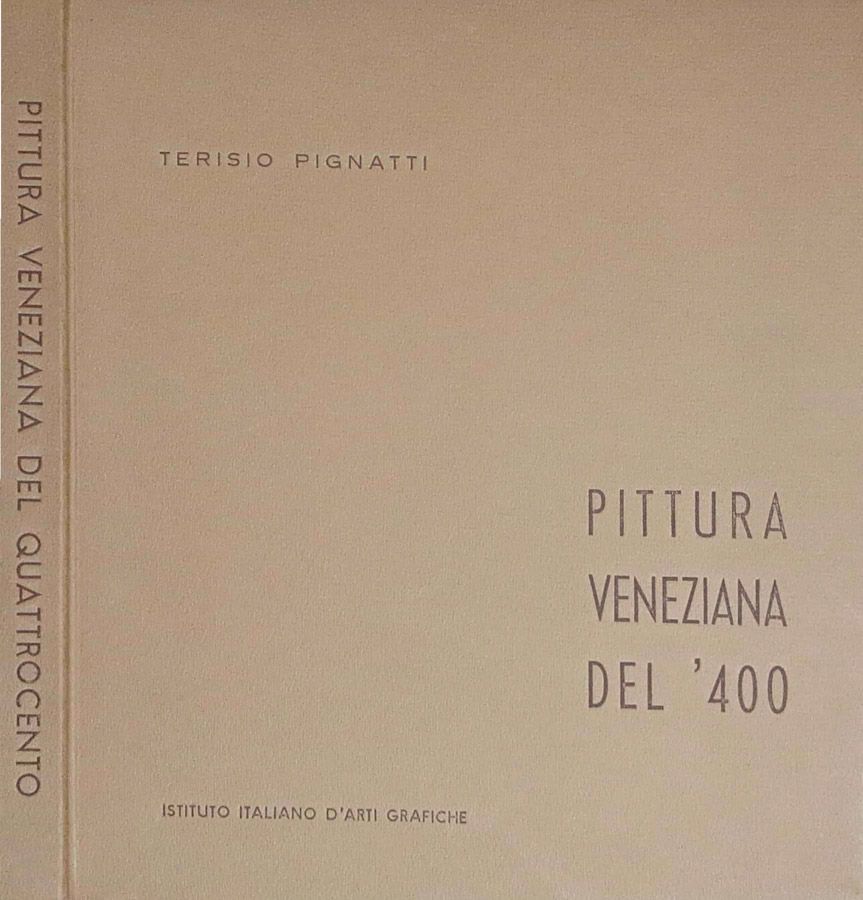 PITTURA VENEZIANA DEL QUATTROCENTO
TERISIO PIGNATTI
PITTURA
VENEZIANA
DEL '400
ISTITUTO ITALIANO D'ARTI GRAFICHE